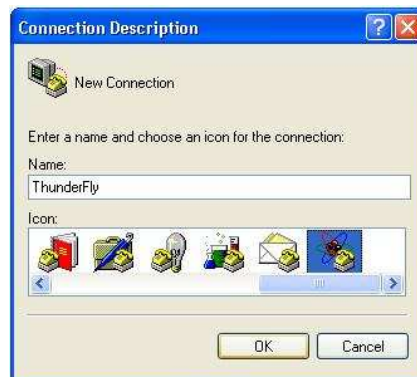 Connection Description
New Connection
Enter a name and choose an icon for the connection:
Name:
ThunderFly
Icon:
OK
Cancel